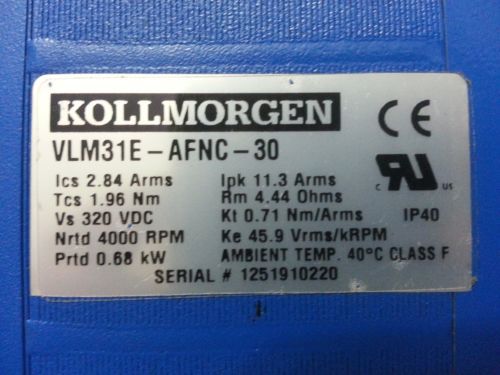 KOLLMORGEN
CE
VLM31E-AFNC-30
c RU US
Ics 2.84 Arms Ipk 11.3 Arms
Tcs 1.96 Nm Rm 4.44 Ohms
Vs 320 VDC Kt 0.71 Nm/Arms IP40
Nrtd 4000 RPM Ke 45.9 Vrms/kRPM
Prtd 0.68 kW AMBIENT TEMP. 40°C CLASS F
SERIAL # 1251910220